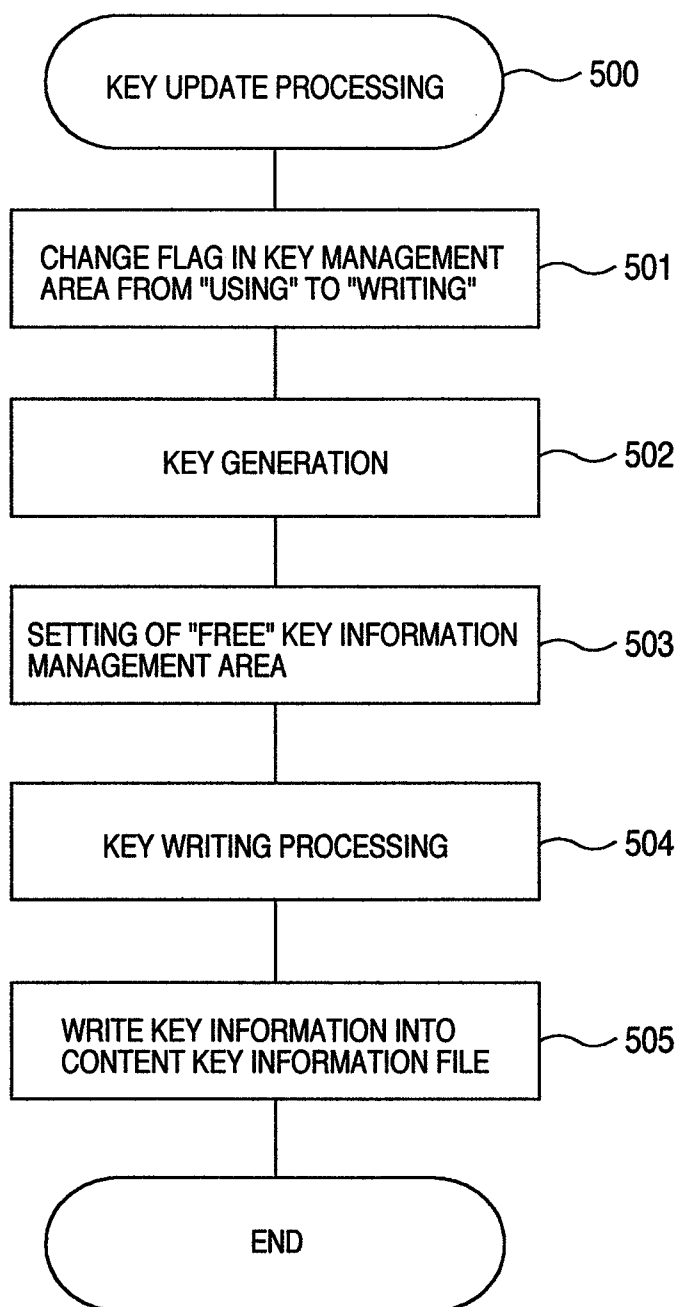 KEY UPDATE PROCESSING
500
CHANGE FLAG IN KEY MANAGEMENT
AREA FROM "USING" TO "WRITING"
501
KEY GENERATION
502
SETTING OF "FREE" KEY INFORMATION
MANAGEMENT AREA
503
KEY WRITING PROCESSING
504
WRITE KEY INFORMATION INTO
CONTENT KEY INFORMATION FILE
505
END